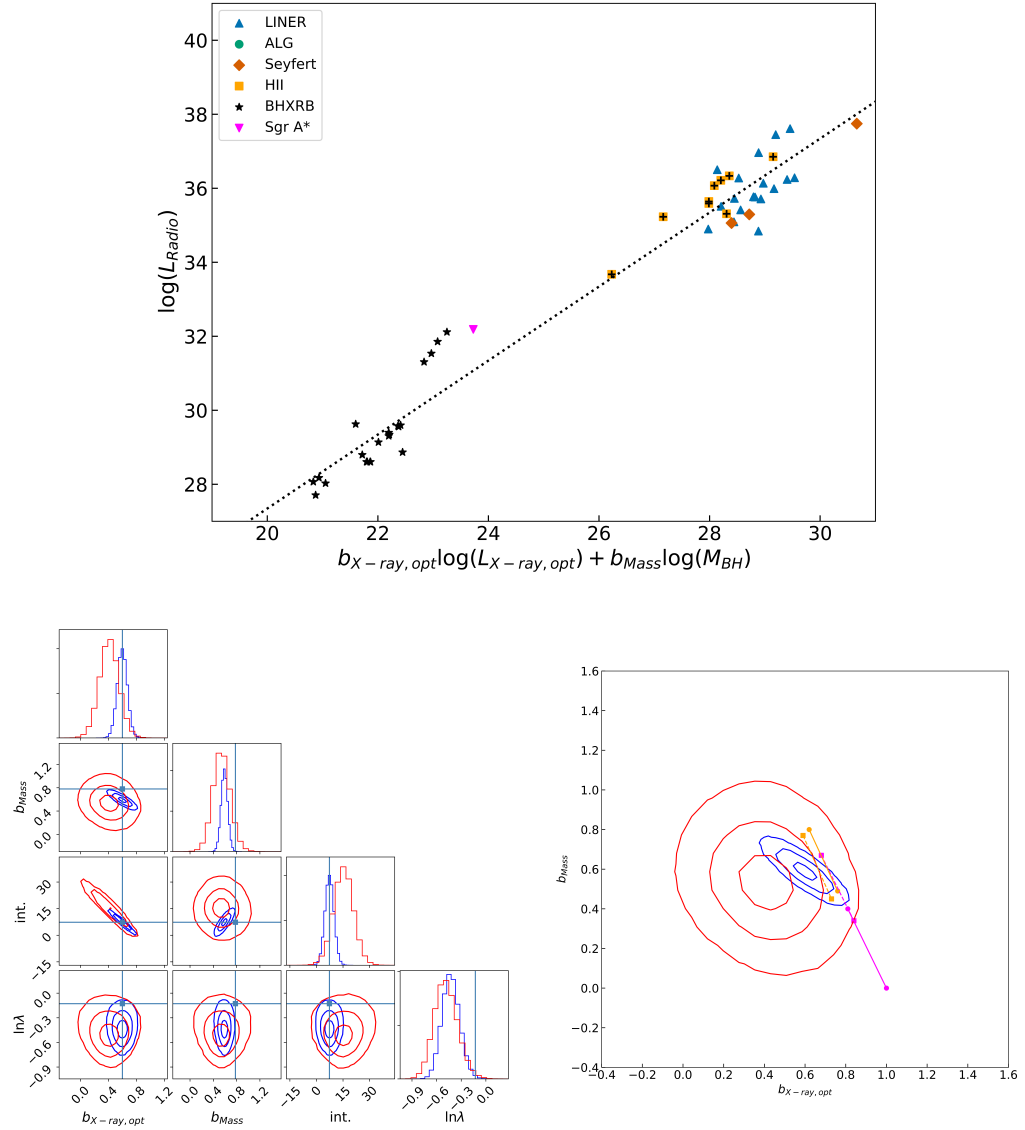 LINER
ALG
Seyfert
HII
BHXRB
Sgr A*
40
38
36
34
32
30
28
log(L_Radio)
20 22 24 26 28 30
b_X−ray,opt log(L_X−ray,opt) + b_Mass log(M_BH)
1.2
0.8
0.4
0.0
b_Mass
30
15
0
−15
int.
0.0
−0.3
−0.6
−0.9
lnλ
0.0 0.4 0.8 1.2
b_X−ray,opt
0.0 0.4 0.8 1.2
b_Mass
−15 0 15 30
int.
−0.9 −0.6 −0.3 0.0
lnλ
1.6
1.4
1.2
1.0
0.8
0.6
0.4
0.2
0.0
−0.2
−0.4
b_Mass
−0.4 −0.2 0.0 0.2 0.4 0.6 0.8 1.0 1.2 1.4 1.6
b_X−ray,opt